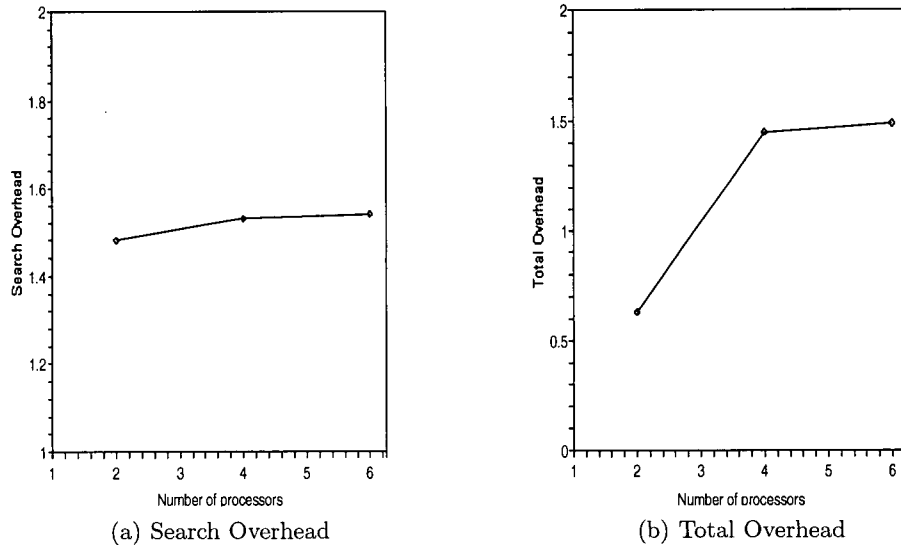 2
1.8
1.6
1.4
1.2
1
Search Overhead
1 2 3 4 5 6
Number of processors
(a) Search Overhead
2
1.5
1
0.5
0
Total Overhead
1 2 3 4 5 6
Number of processors
(b) Total Overhead